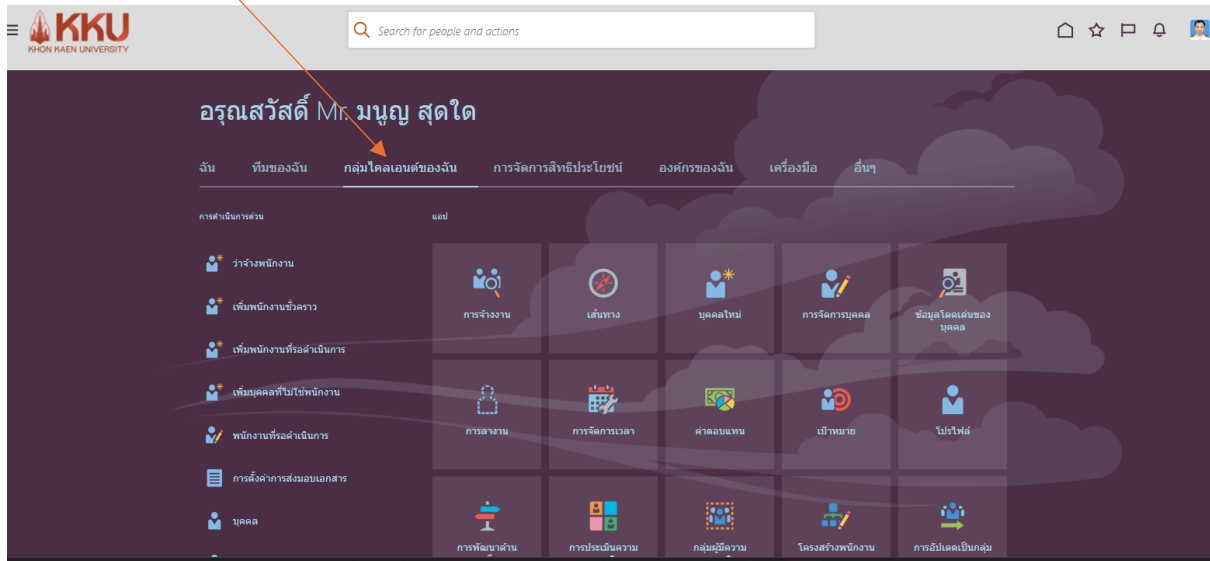 KKU
KHON KAEN UNIVERSITY
Search for people and actions
อรุณสวัสดิ์ Mr. มนูญ สุดใด
ฉัน ทีมของฉัน กลุ่มไคลเอนต์ของฉัน การจัดการสิทธิประโยชน์ องค์กรของฉัน เครื่องมือ อื่นๆ
การดำเนินการด่วน แอป
ว่าจ้างพนักงาน
เพิ่มพนักงานชั่วคราว
เพิ่มพนักงานที่รอดำเนินการ
เพิ่มบุคคลที่ไม่ใช่พนักงาน
พนักงานที่รอดำเนินการ
การตั้งค่าการส่งมอบเอกสาร
บุคคล
การจ้างงาน เส้นทาง บุคคลใหม่ การจัดการบุคคล ข้อมูลโดดเด่นของ
บุคคล
การลางาน การจัดการเวลา ค่าตอบแทน เป้าหมาย โปรไฟล์
การพัฒนาด้าน การประเมินความ กลุ่มผู้มีความ โครงสร้างพนักงาน การอัปเดตเป็นกลุ่ม